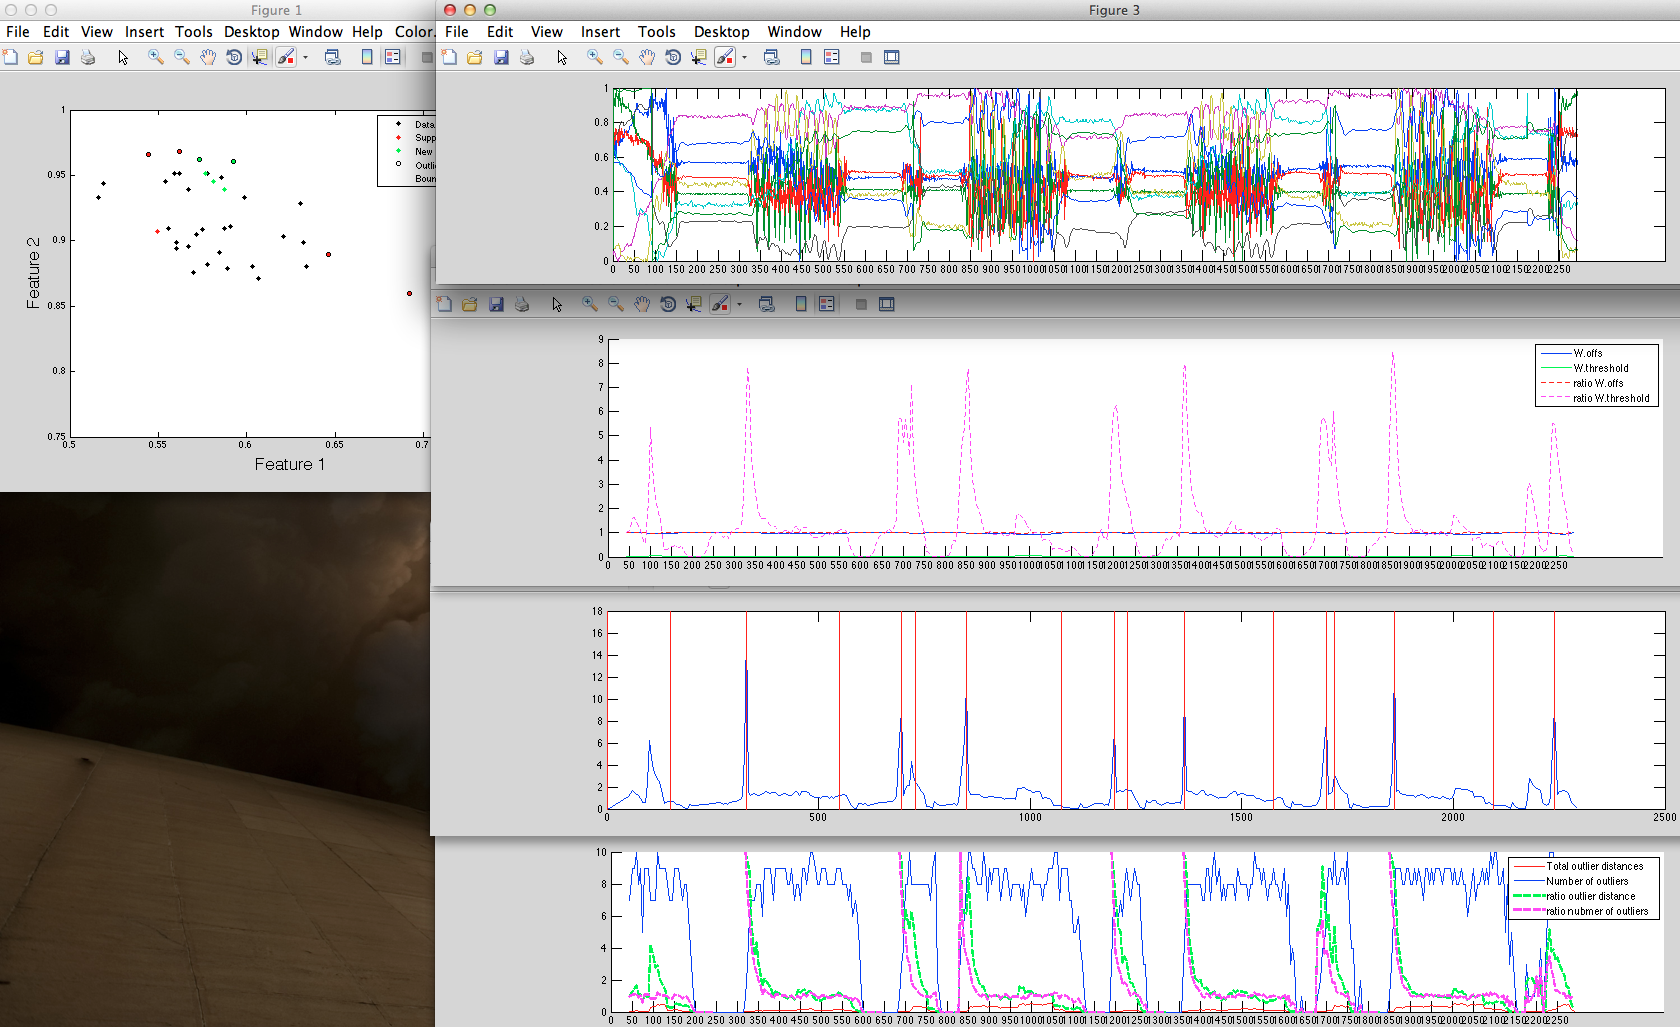 Figure 1
File Edit View Insert Tools Desktop Window Help Color.
1
0.95
0.9
0.85
0.8
0.75
0.5 0.55 0.6 0.65 0.7
Feature 2
Feature 1
Data
Supp
New
Outli
Boun
Figure 3
File Edit View Insert Tools Desktop Window Help
1
0.8
0.6
0.4
0.2
0
0 50 100 150 200 250 300 350 400 450 500 550 600 650 700 750 800 850 900 950 1000 1050 1100 1150 1200 1250 1300 1350 1400 1450 1500 1550 1600 1650 1700 1750 1800 1850 1900 1950 2000 2050 2100 2150 2200 2250
9
8
7
6
5
4
3
2
1
0
0 50 100 150 200 250 300 350 400 450 500 550 600 650 700 750 800 850 900 950 1000 1050 1100 1150 1200 1250 1300 1350 1400 1450 1500 1550 1600 1650 1700 1750 1800 1850 1900 1950 2000 2050 2100 2150 2200 2250
W.offs
W.threshold
ratio W.offs
ratio W.threshold
18
16
14
12
10
8
6
4
2
0
0 500 1000 1500 2000 2500
10
8
6
4
2
0
50 100 150 200 250 300 350 400 450 500 550 600 650 700 750 800 850 900 950 1000 1050 1100 1150 1200 1250 1300 1350 1400 1450 1500 1550 1600 1650 1700 1750 1800 1850 1900 1950 2000 2050 2100 2150 2200 2250
Total outlier distances
Number of outliers
ratio outlier distance
ratio nubmer of outliers